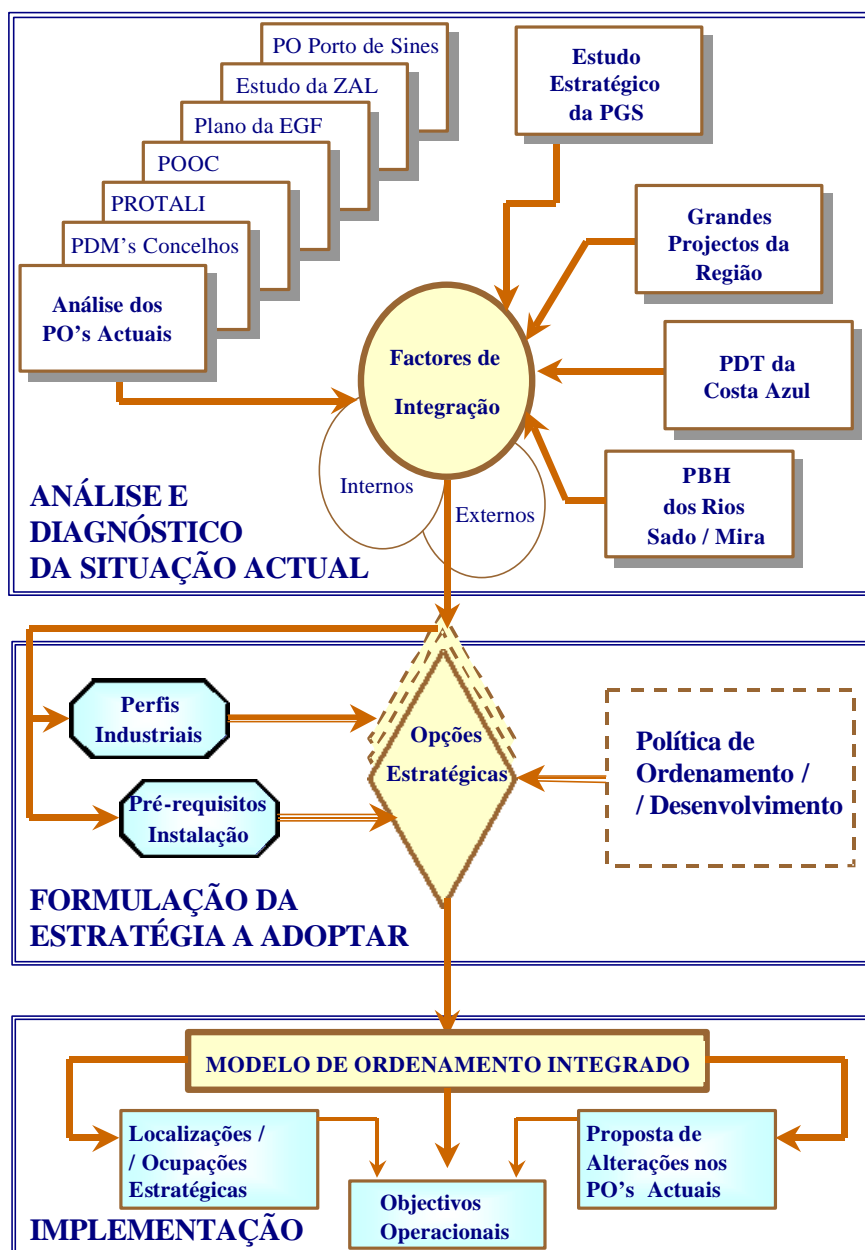 PO Porto de Sines
Estudo da ZAL
Plano da EGF
POOC
PROTALI
PDM's Concelhos
Análise dos
PO's Actuais
Estudo
Estratégico
da PGS
Grandes
Projectos da
Região
PDT da
Costa Azul
PBH
dos Rios
Sado / Mira
Factores de
Integração
Internos
Externos
ANÁLISE E
DIAGNÓSTICO
DA SITUAÇÃO ACTUAL
Perfis
Industriais
Pré-requisitos
Instalação
Opções
Estratégicas
Política de
Ordenamento /
/ Desenvolvimento
FORMULAÇÃO DA
ESTRATÉGIA A ADOPTAR
MODELO DE ORDENAMENTO INTEGRADO
Localizações /
/ Ocupações
Estratégicas
Objectivos
Operacionais
Proposta de
Alterações nos
PO's Actuais
IMPLEMENTAÇÃO